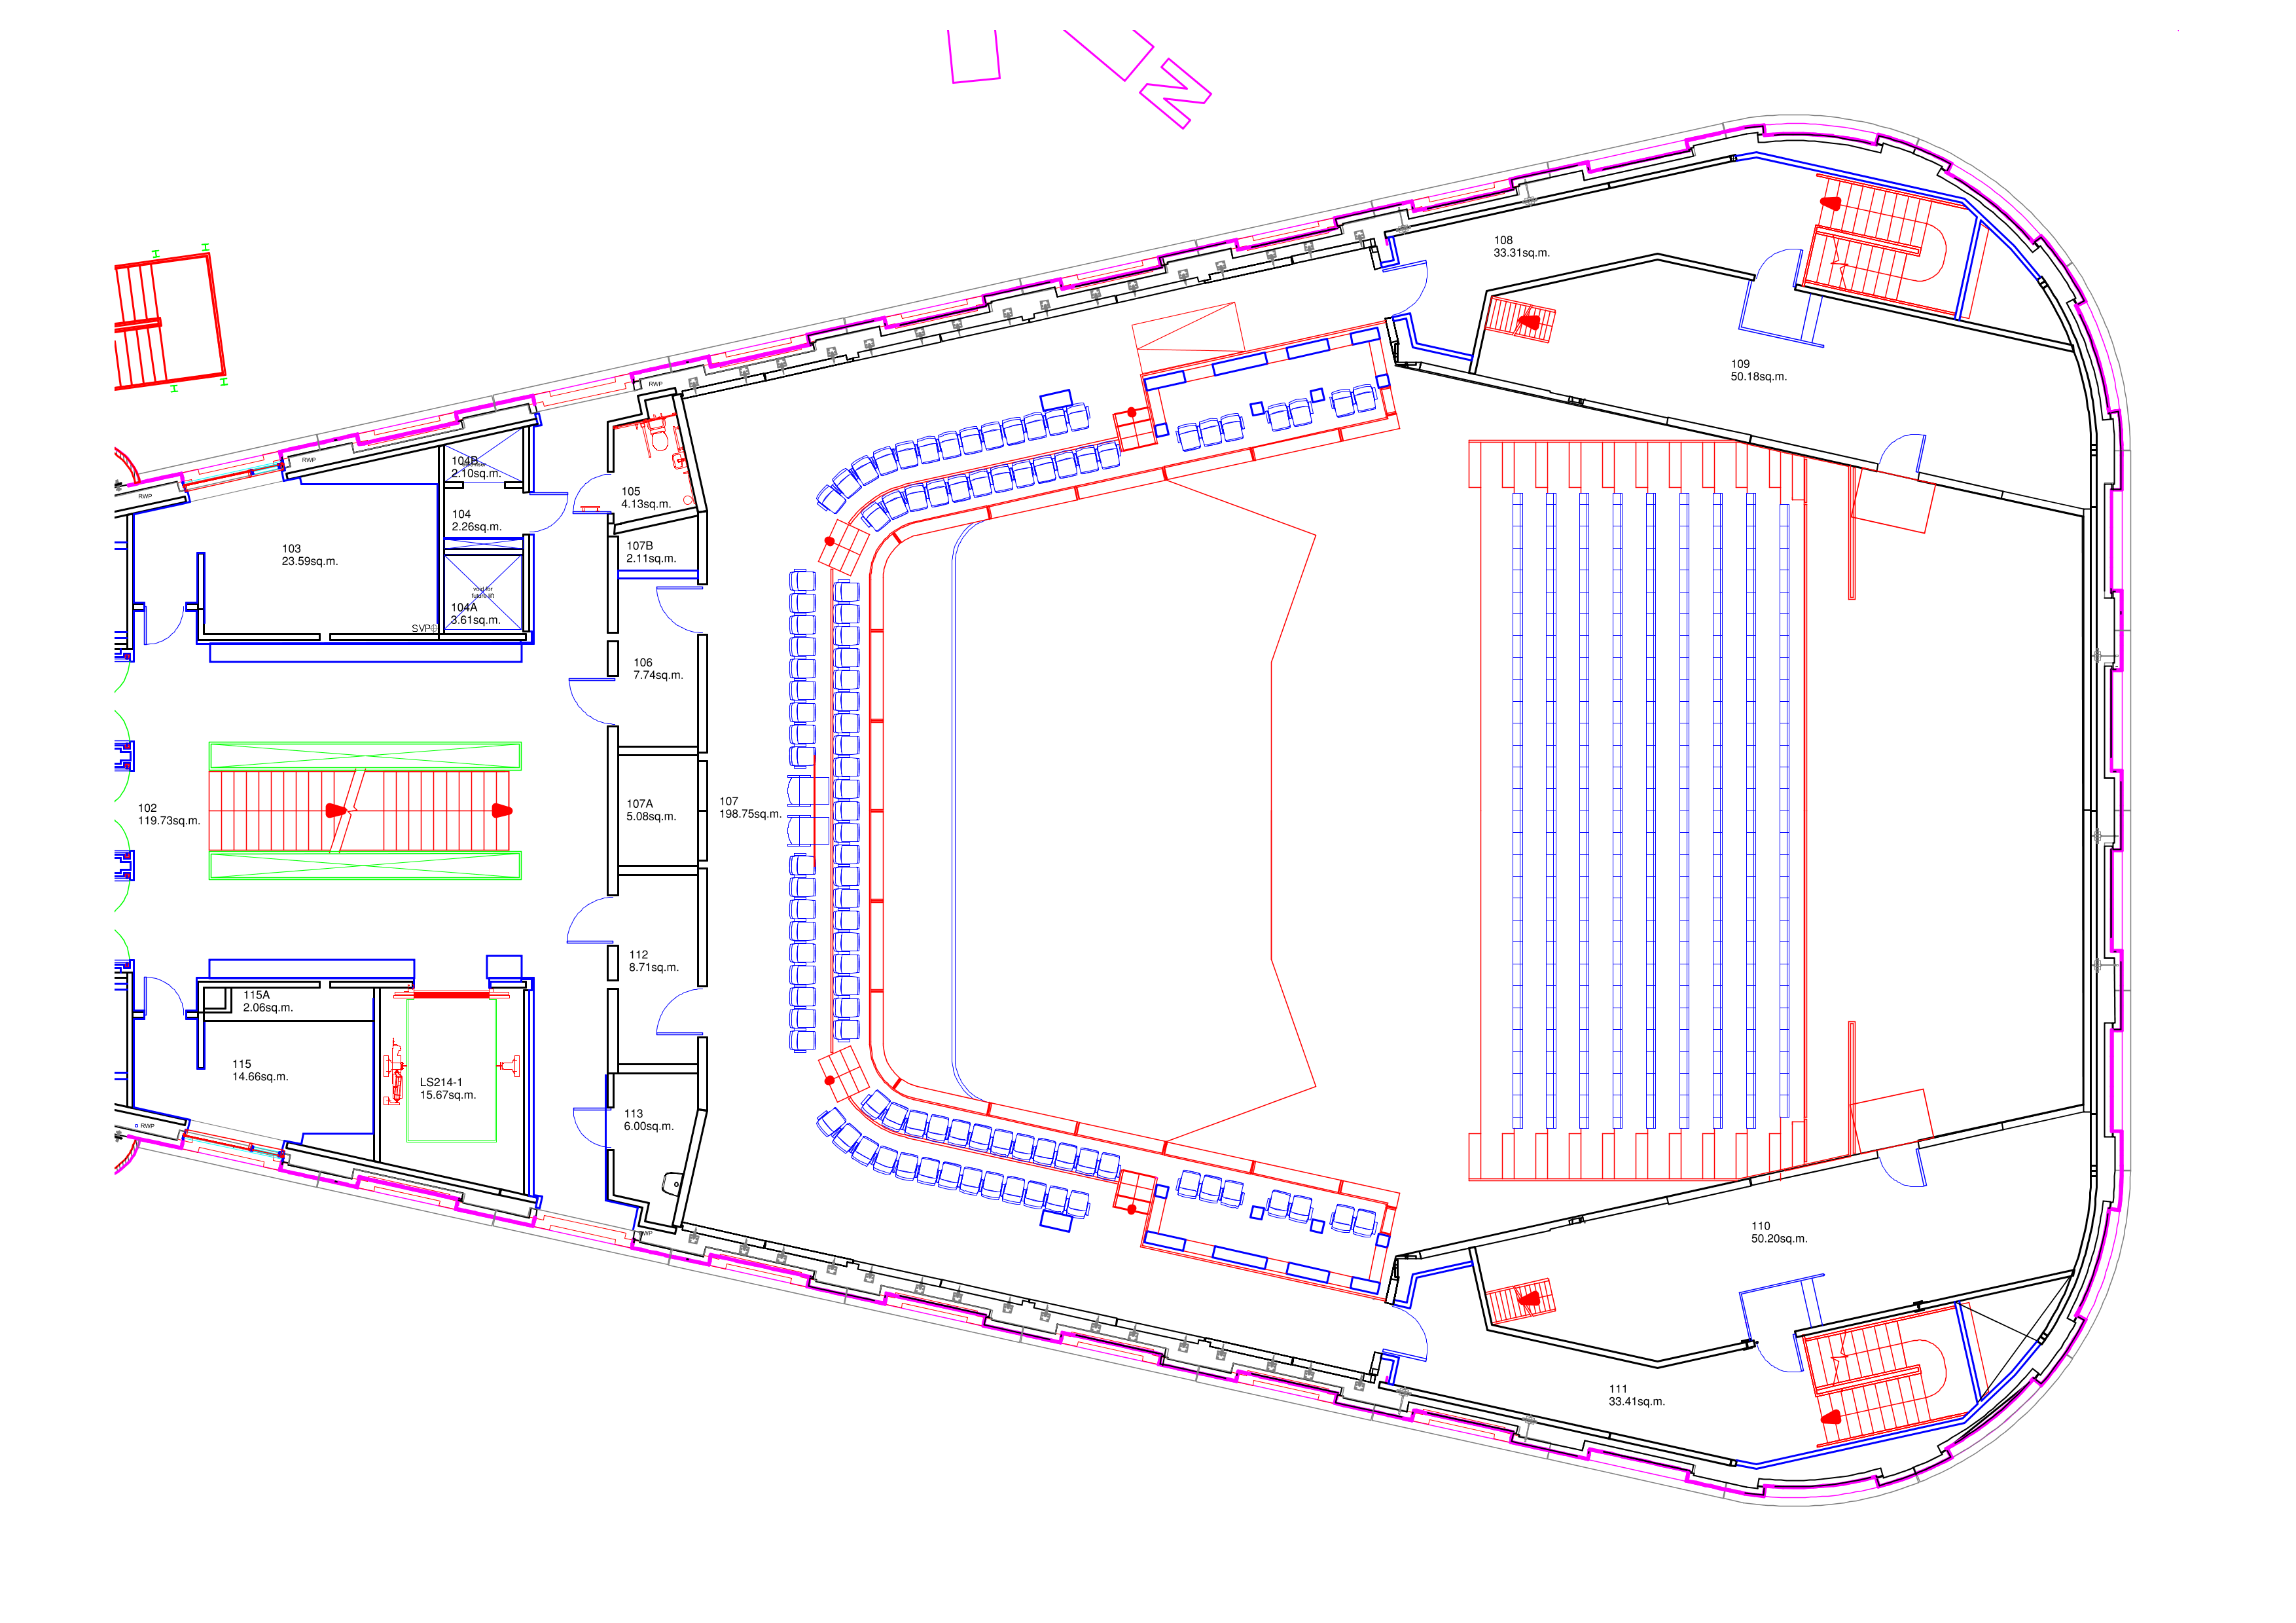 N
108
33.31sq.m.
109
50.18sq.m.
RWP
RWP
RWP
104B
2.10sq.m.
105
4.13sq.m.
104
2.26sq.m.
103
23.59sq.m.
107B
2.11sq.m.
void for
future lift
104A
3.61sq.m.
SVP
106
7.74sq.m.
102
119.73sq.m.
107A
5.08sq.m.
107
198.75sq.m.
112
8.71sq.m.
115A
2.06sq.m.
115
14.66sq.m.
LS214-1
15.67sq.m.
113
6.00sq.m.
RWP
RWP
110
50.20sq.m.
111
33.41sq.m.